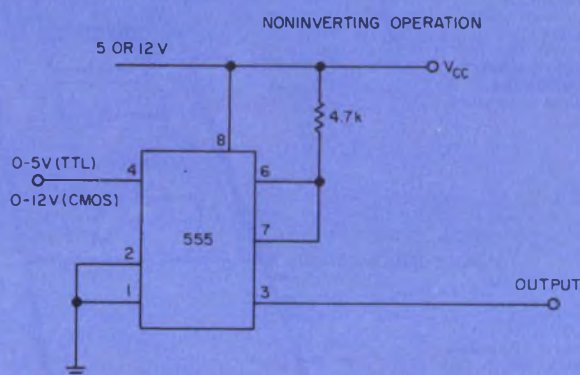 NONINVERTING OPERATION
5 OR 12 V
V_CC
4.7k
8
0-5V (TTL)
4
6
0-12V (CMOS)
7
555
2
1
3
OUTPUT